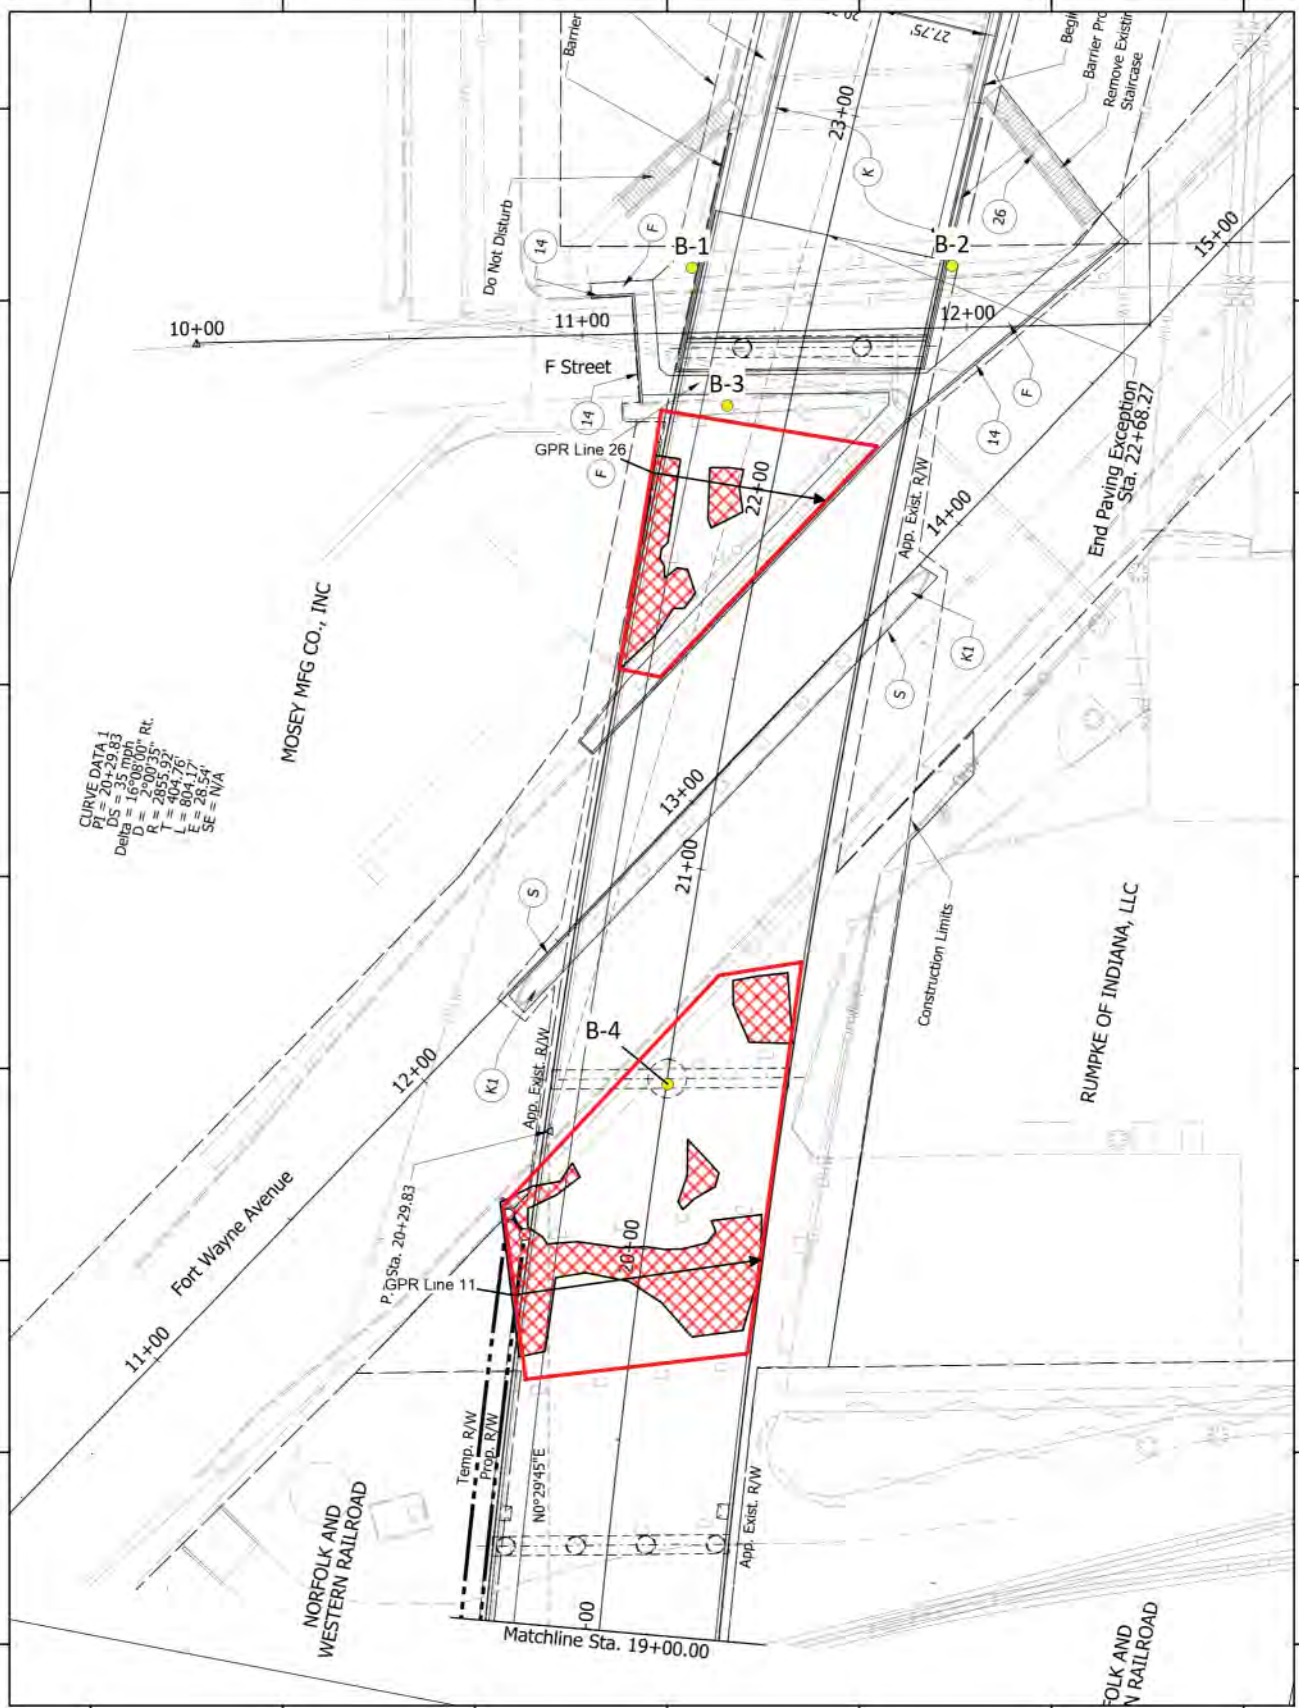 Barrier
27.75'
Begi
Barrier Pro
Remove Existin
Staircase
23+00
K
Do Not Disturb
14
F
B-1
B-2
26
15+00
10+00
11+00
12+00
F Street
B-3
14
F
14
End Paving Exception
Sta. 22+68.27
GPR Line 26
F
22+00
App. Exist. R/W
14+00
MOSEY MFG CO., INC
K1
S
CURVE DATA 1
PI = 20+29.83
DS = 35 mph
Delta = 16°08'00" Rt.
D = 2°00'35"
R = 2855.92'
T = 404.76'
L = 804.17'
E = 28.54'
SE = N/A
13+00
21+00
S
Construction Limits
RUMPKE OF INDIANA, LLC
B-4
12+00
K1
App. Exist. R/W
Fort Wayne Avenue
P.I. Sta. 20+29.83
20+00
GPR Line 11
11+00
Temp. R/W
Prop. R/W
N0°29'45"E
App. Exist. R/W
NORFOLK AND
WESTERN RAILROAD
+00
Matchline Sta. 19+00.00
FOLK AND
N RAILROAD